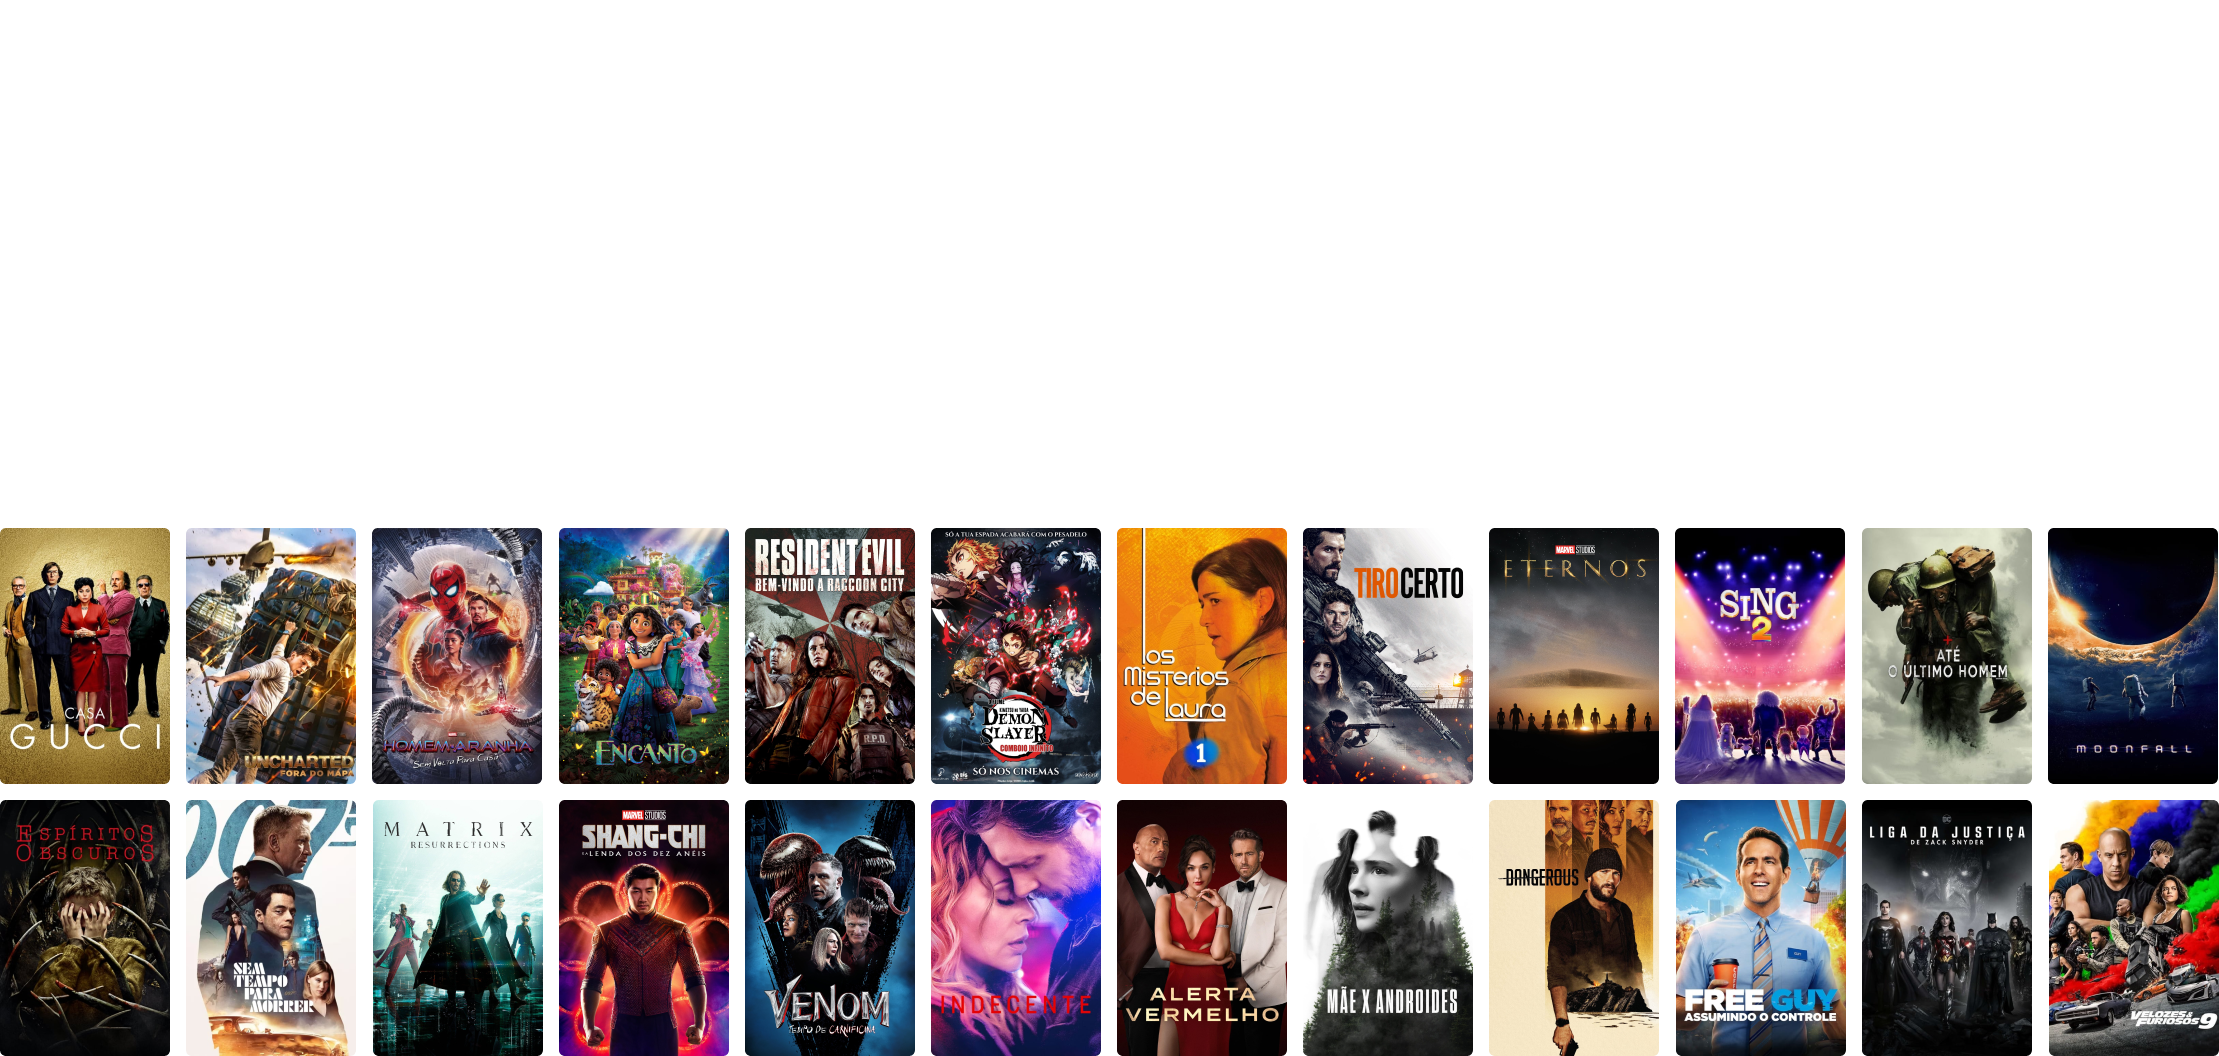 CASA
GUCCI
UNCHARTED
FORA DO MAPA
HOMEM-ARANHA
Sem Volta Para Casa
ENCANTO
RESIDENT EVIL
BEM-VINDO A RACCOON CITY
R.P.D.
SÓ A TUA ESPADA ACABARÁ COM O PESADELO
DEMON
SLAYER
COMBOIO INFINITO
SÓ NOS CINEMAS
los
Misterios
de laura
1
TIRO CERTO
MARVEL STUDIOS
ETERNOS
SING
2
ATÉ
O ÚLTIMO HOMEM
MOONFALL
ESPÍRITOS
OBSCUROS
007
SEM
TEMPO
PARA
MORRER
MATRIX
RESURRECTIONS
MARVEL STUDIOS
SHANG-CHI
E A LENDA DOS DEZ ANÉIS
VENOM
TEMPO DE CARNIFICINA
INDECENTE
ALERTA
VERMELHO
MÃE X ANDROIDES
DANGEROUS
FREE GUY
ASSUMINDO O CONTROLE
DC
LIGA DA JUSTIÇA
DE ZACK SNYDER
VELOZES &
FURIOSOS 9